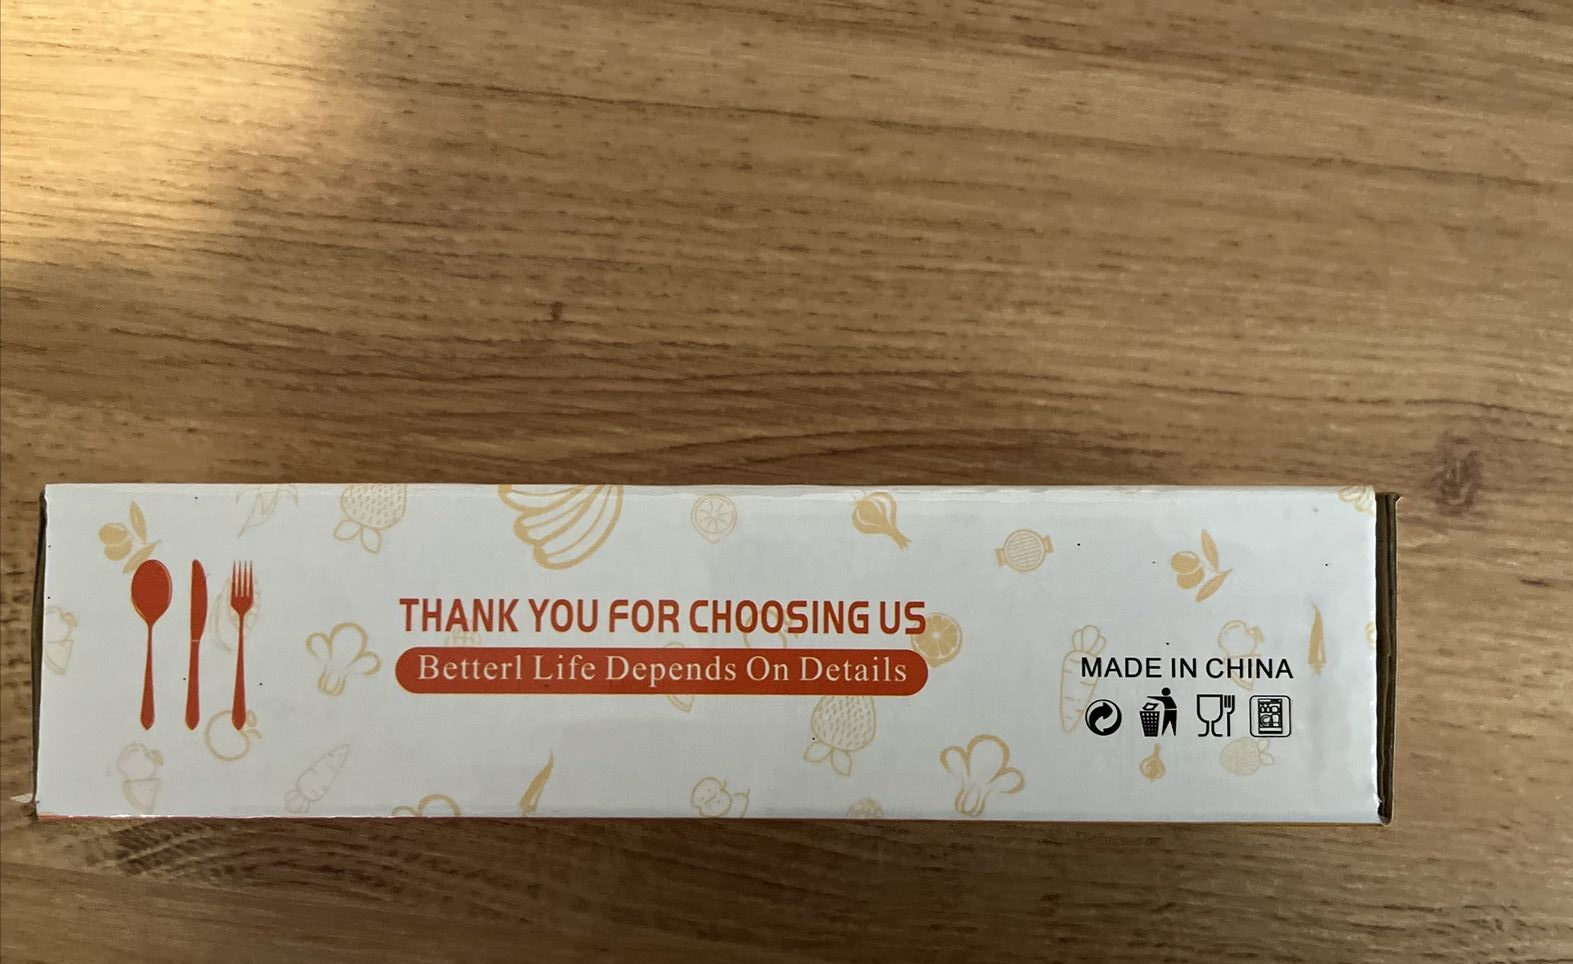 THANK YOU FOR CHOOSING US
Betterl Life Depends On Details
MADE IN CHINA